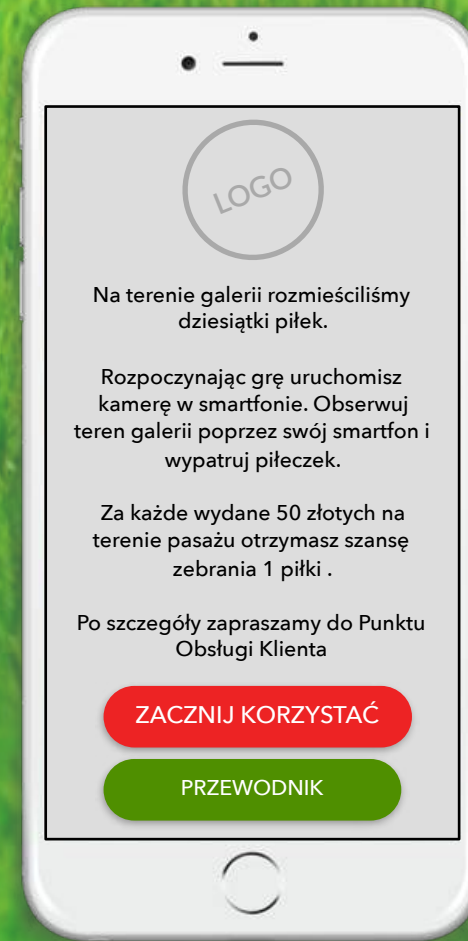 LOGO
Na terenie galerii rozmieściliśmy
dziesiątki piłek.
Rozpoczynając grę uruchomisz
kamerę w smartfonie. Obserwuj
teren galerii poprzez swój smartfon i
wypatruj piłeczek.
Za każde wydane 50 złotych na
terenie pasażu otrzymasz szansę
zebrania 1 piłki .
Po szczegóły zapraszamy do Punktu
Obsługi Klienta
ZACZNIJ KORZYSTAĆ
PRZEWODNIK